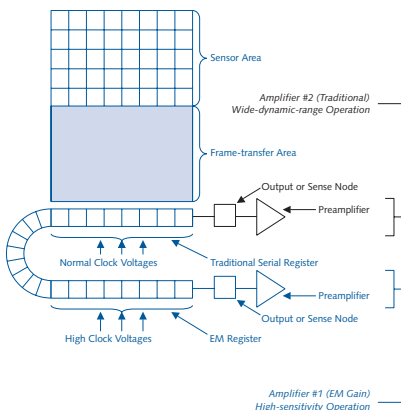 Sensor Area
Amplifier #2 (Traditional)
Wide-dynamic-range Operation
Frame-transfer Area
Output or Sense Node
Preamplifier
Normal Clock Voltages
Traditional Serial Register
Preamplifier
Output or Sense Node
High Clock Voltages
EM Register
Amplifier #1 (EM Gain)
High-sensitivity Operation